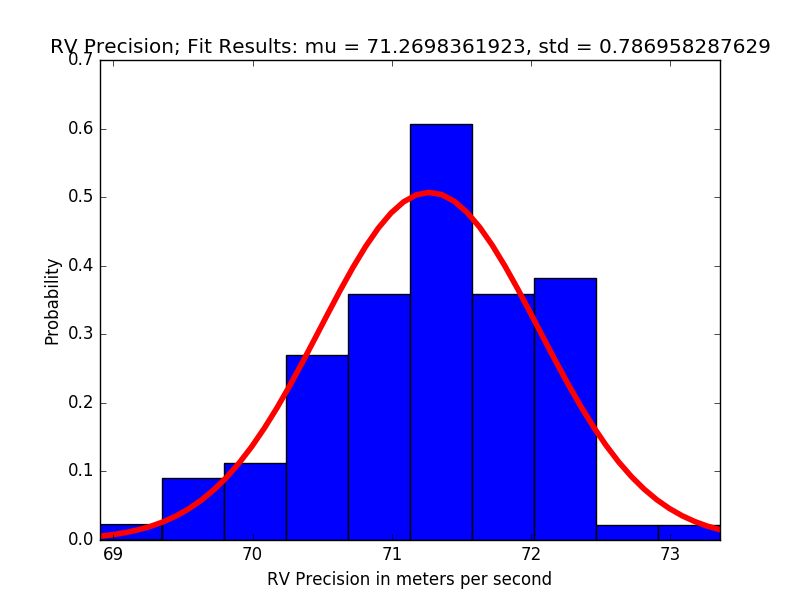 RV Precision; Fit Results: mu = 71.2698361923, std = 0.786958287629
0.7
0.6
0.5
0.4
0.3
0.2
0.1
0.0
Probability
69 70 71 72 73
RV Precision in meters per second